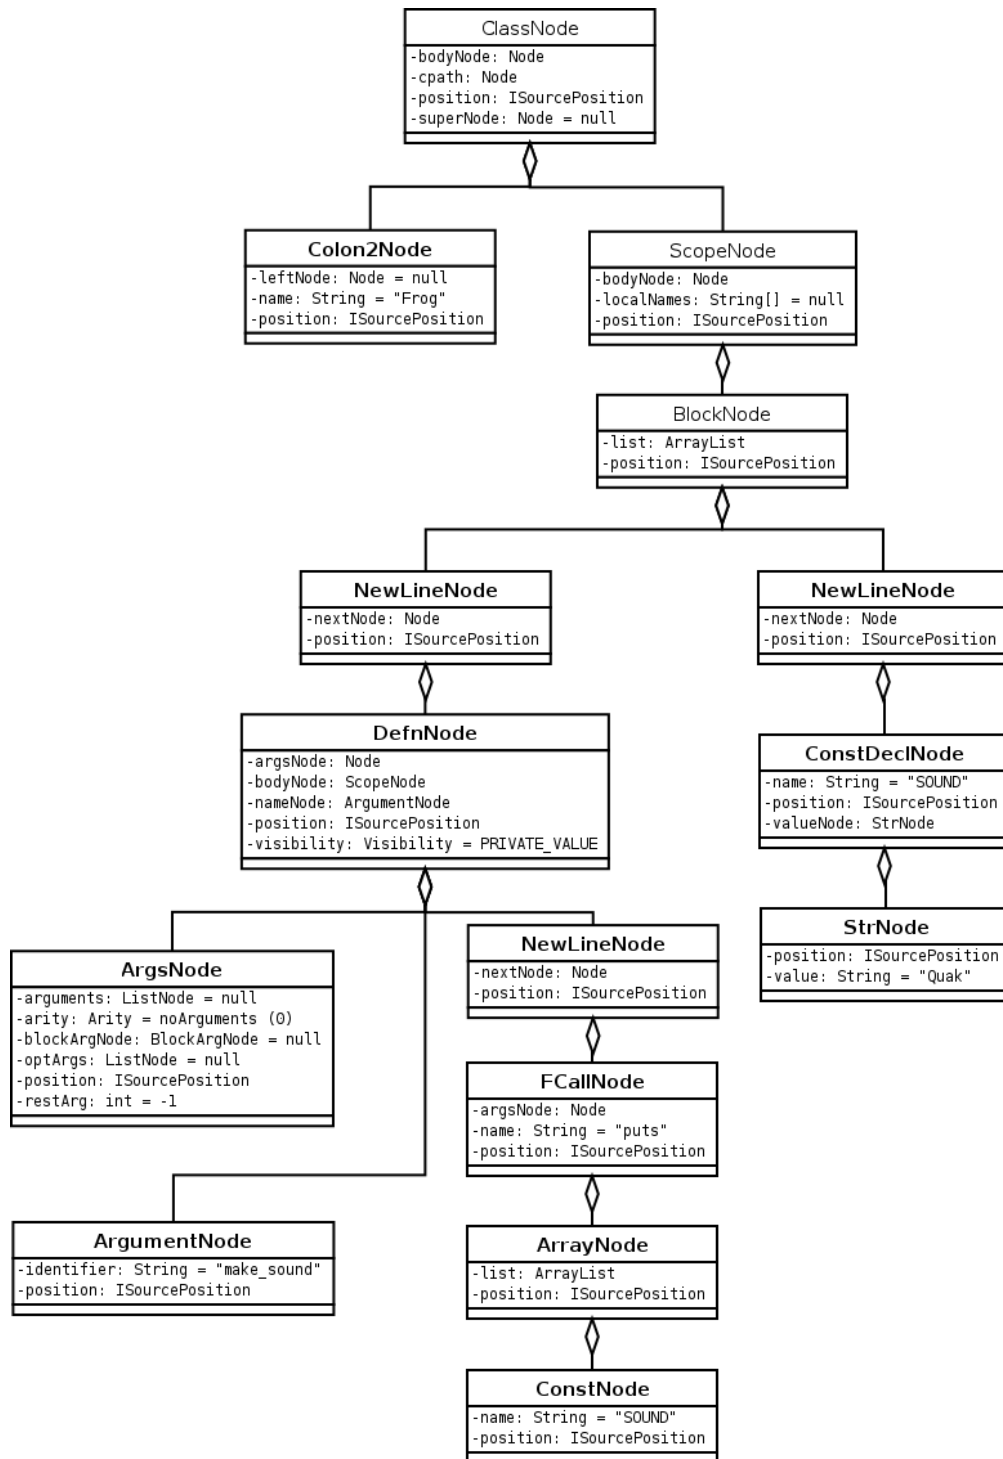 ClassNode
-bodyNode: Node
-cpath: Node
-position: ISourcePosition
-superNode: Node = null
Colon2Node
-leftNode: Node = null
-name: String = "Frog"
-position: ISourcePosition
ScopeNode
-bodyNode: Node
-localNames: String[] = null
-position: ISourcePosition
BlockNode
-list: ArrayList
-position: ISourcePosition
NewLineNode
-nextNode: Node
-position: ISourcePosition
NewLineNode
-nextNode: Node
-position: ISourcePosition
DefnNode
-argsNode: Node
-bodyNode: ScopeNode
-nameNode: ArgumentNode
-position: ISourcePosition
-visibility: Visibility = PRIVATE_VALUE
ConstDeclNode
-name: String = "SOUND"
-position: ISourcePosition
-valueNode: StrNode
StrNode
-position: ISourcePosition
-value: String = "Quak"
ArgsNode
-arguments: ListNode = null
-arity: Arity = noArguments (0)
-blockArgNode: BlockArgNode = null
-optArgs: ListNode = null
-position: ISourcePosition
-restArg: int = -1
NewLineNode
-nextNode: Node
-position: ISourcePosition
FCallNode
-argsNode: Node
-name: String = "puts"
-position: ISourcePosition
ArgumentNode
-identifier: String = "make_sound"
-position: ISourcePosition
ArrayNode
-list: ArrayList
-position: ISourcePosition
ConstNode
-name: String = "SOUND"
-position: ISourcePosition